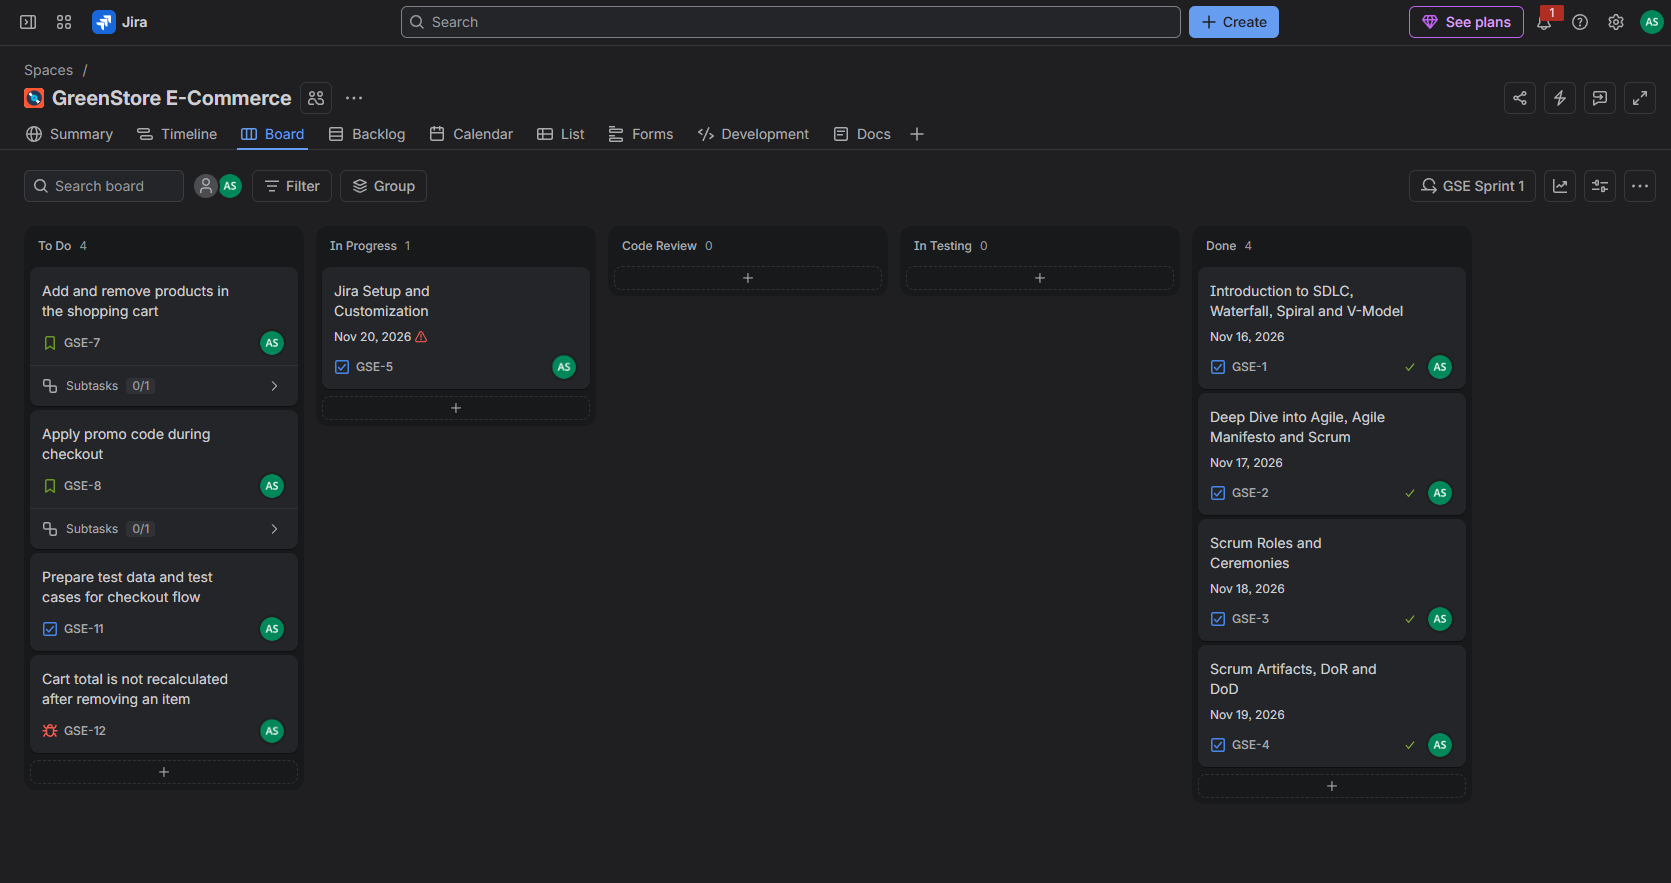 Jira
Search
Create
See plans
1
AS
Spaces /
GreenStore E-Commerce
Summary
Timeline
Board
Backlog
Calendar
List
Forms
Development
Docs
Search board
AS
Filter
Group
GSE Sprint 1
To Do 4
Add and remove products in
the shopping cart
GSE-7
AS
Subtasks 0/1
Apply promo code during
checkout
GSE-8
AS
Subtasks 0/1
Prepare test data and test
cases for checkout flow
GSE-11
AS
Cart total is not recalculated
after removing an item
GSE-12
AS
In Progress 1
Jira Setup and
Customization
Nov 20, 2026
GSE-5
AS
Code Review 0
In Testing 0
Done 4
Introduction to SDLC,
Waterfall, Spiral and V-Model
Nov 16, 2026
GSE-1
AS
Deep Dive into Agile, Agile
Manifesto and Scrum
Nov 17, 2026
GSE-2
AS
Scrum Roles and
Ceremonies
Nov 18, 2026
GSE-3
AS
Scrum Artifacts, DoR and
DoD
Nov 19, 2026
GSE-4
AS